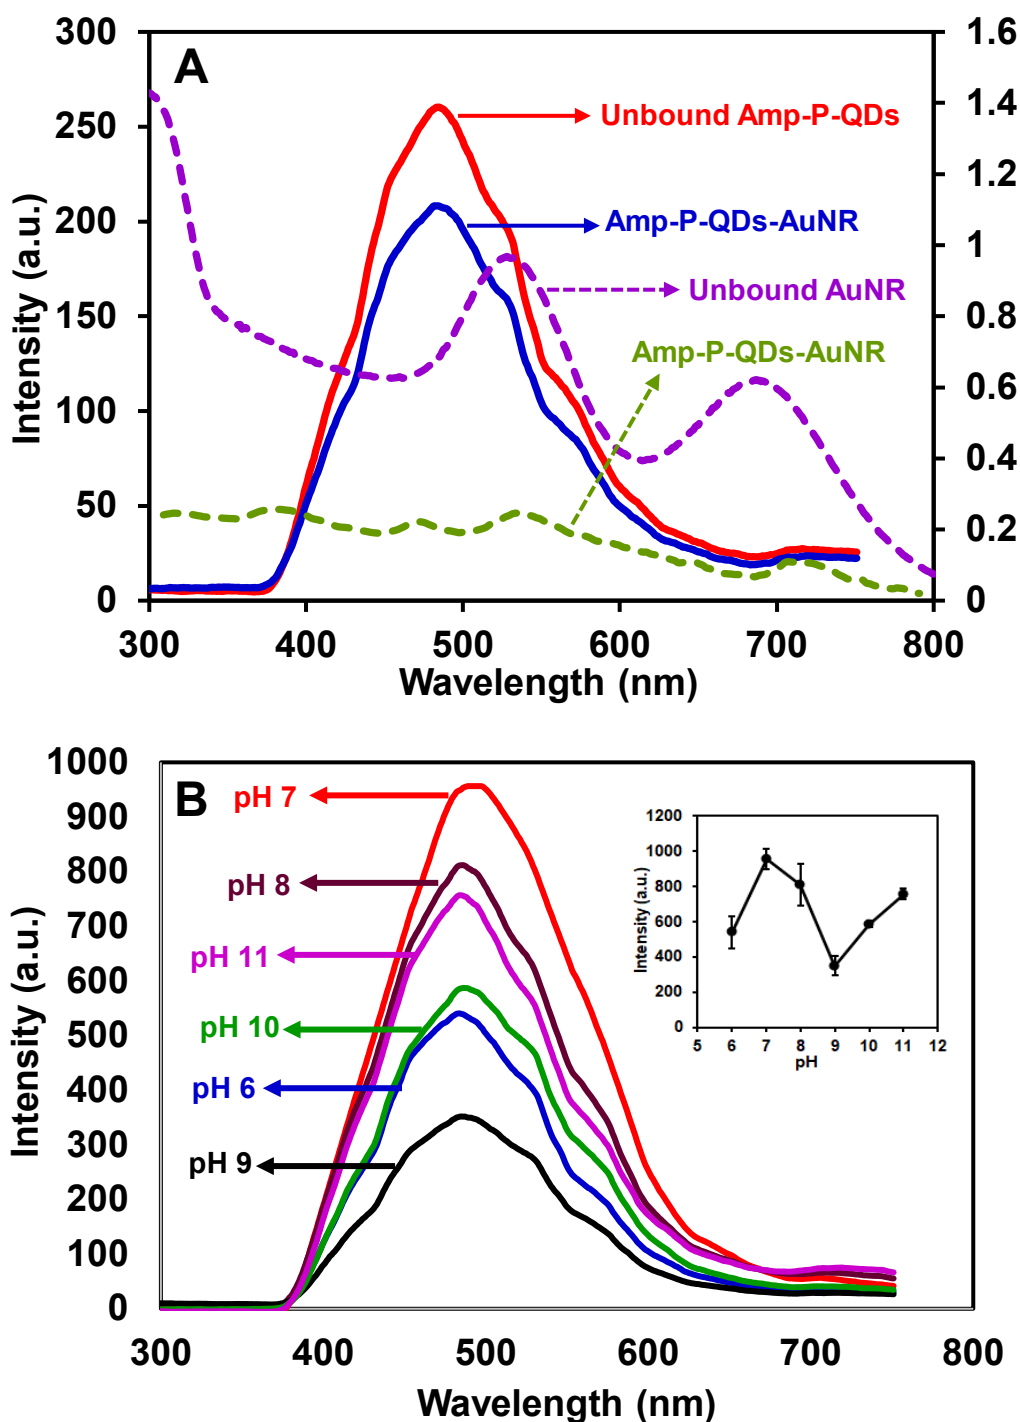 A
300
250
200
150
100
50
0
Intensity (a.u.)
1.6
1.4
1.2
1
0.8
0.6
0.4
0.2
0
Unbound Amp-P-QDs
Amp-P-QDs-AuNR
Unbound AuNR
Amp-P-QDs-AuNR
300 400 500 600 700 800
Wavelength (nm)
B
1000
900
800
700
600
500
400
300
200
100
0
Intensity (a.u.)
pH 7
pH 8
pH 11
pH 10
pH 6
pH 9
1200
1000
800
600
400
200
0
Intensity (a.u.)
5 6 7 8 9 10 11 12
pH
300 400 500 600 700 800
Wavelength (nm)